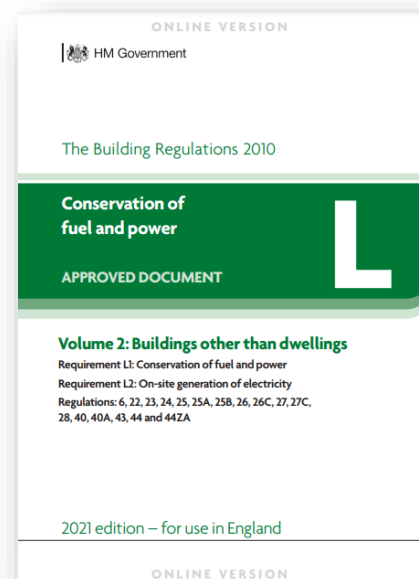 ONLINE VERSION
HM Government
The Building Regulations 2010
Conservation of
fuel and power
APPROVED DOCUMENT
L
Volume 2: Buildings other than dwellings
Requirement L1: Conservation of fuel and power
Requirement L2: On-site generation of electricity
Regulations: 6, 22, 23, 24, 25, 25A, 25B, 26, 26C, 27, 27C,
28, 40, 40A, 43, 44 and 44ZA
2021 edition – for use in England
ONLINE VERSION